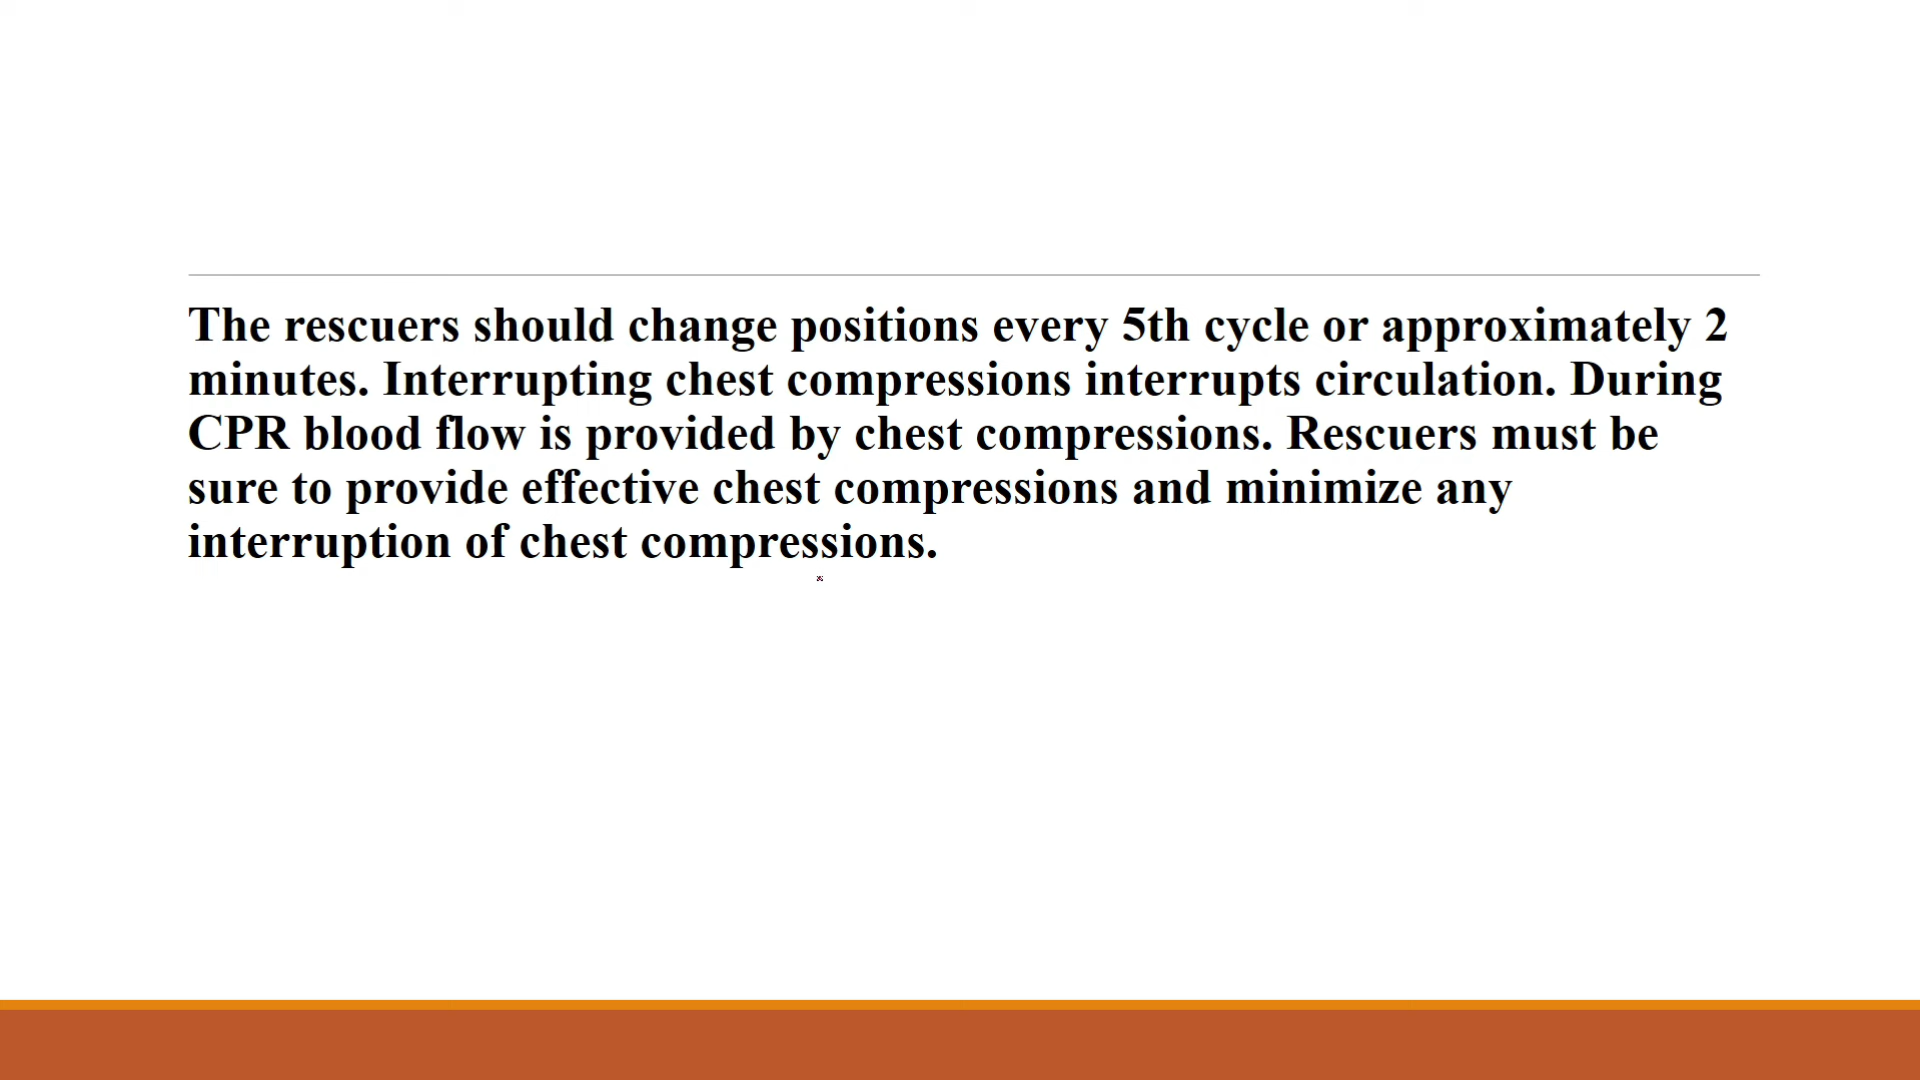 The rescuers should change positions every 5th cycle or approximately 2
minutes. Interrupting chest compressions interrupts circulation. During
CPR blood flow is provided by chest compressions. Rescuers must be
sure to provide effective chest compressions and minimize any
interruption of chest compressions.